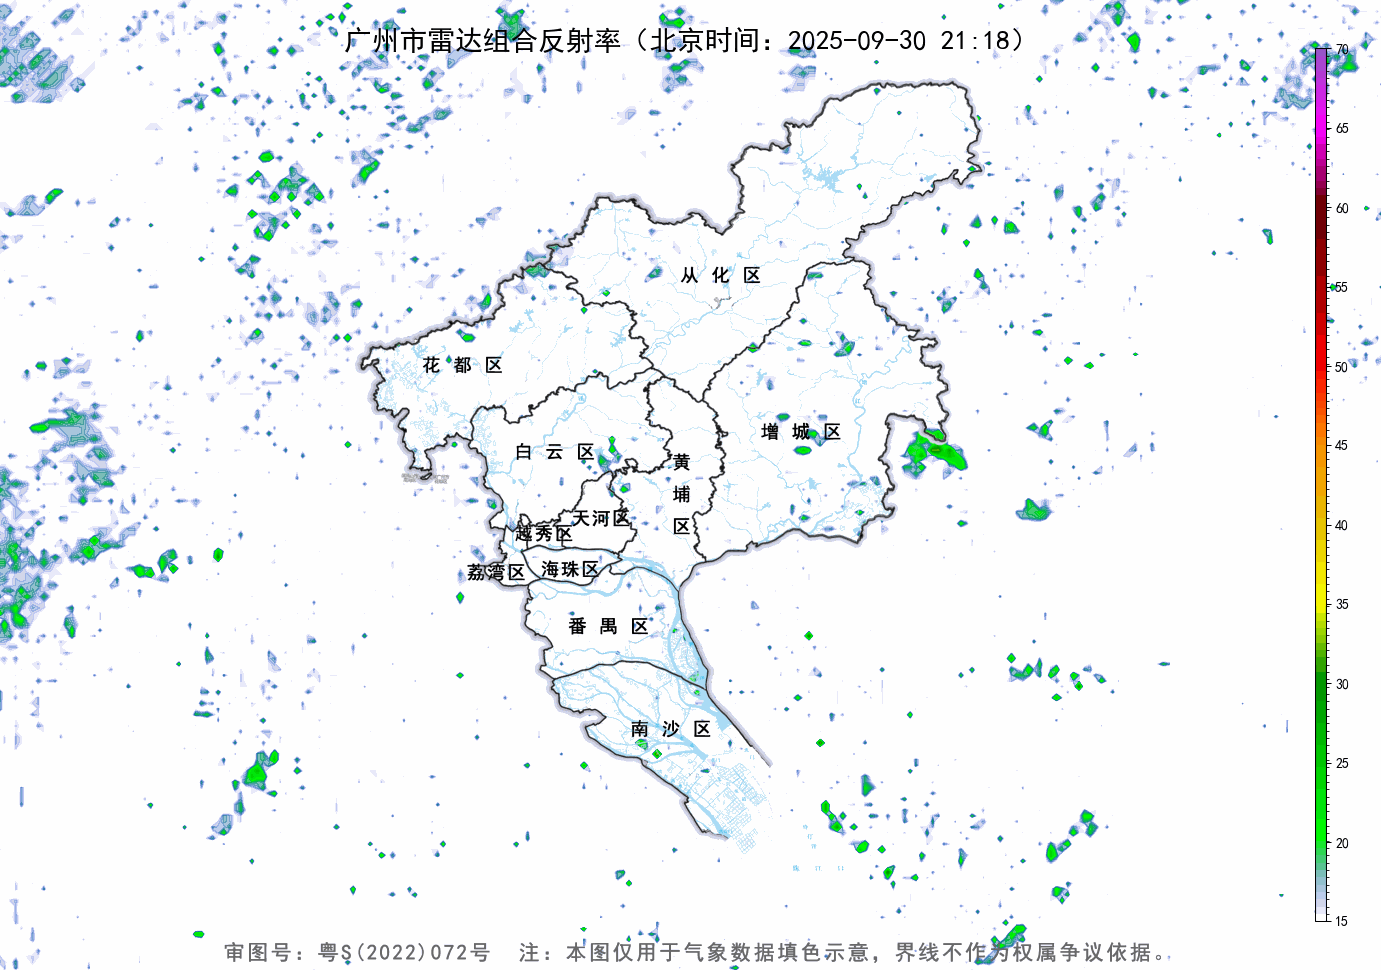 广州市雷达组合反射率（北京时间：2025-09-30 21:18）
70
65
60
55
50
45
40
35
30
25
20
15
从化区
花都区
增城区
白云区
黄埔区
天河区
越秀区
荔湾区
海珠区
番禺区
南沙区
审图号：粤S(2022)072号 注：本图仅用于气象数据填色示意，界线不作为权属争议依据。